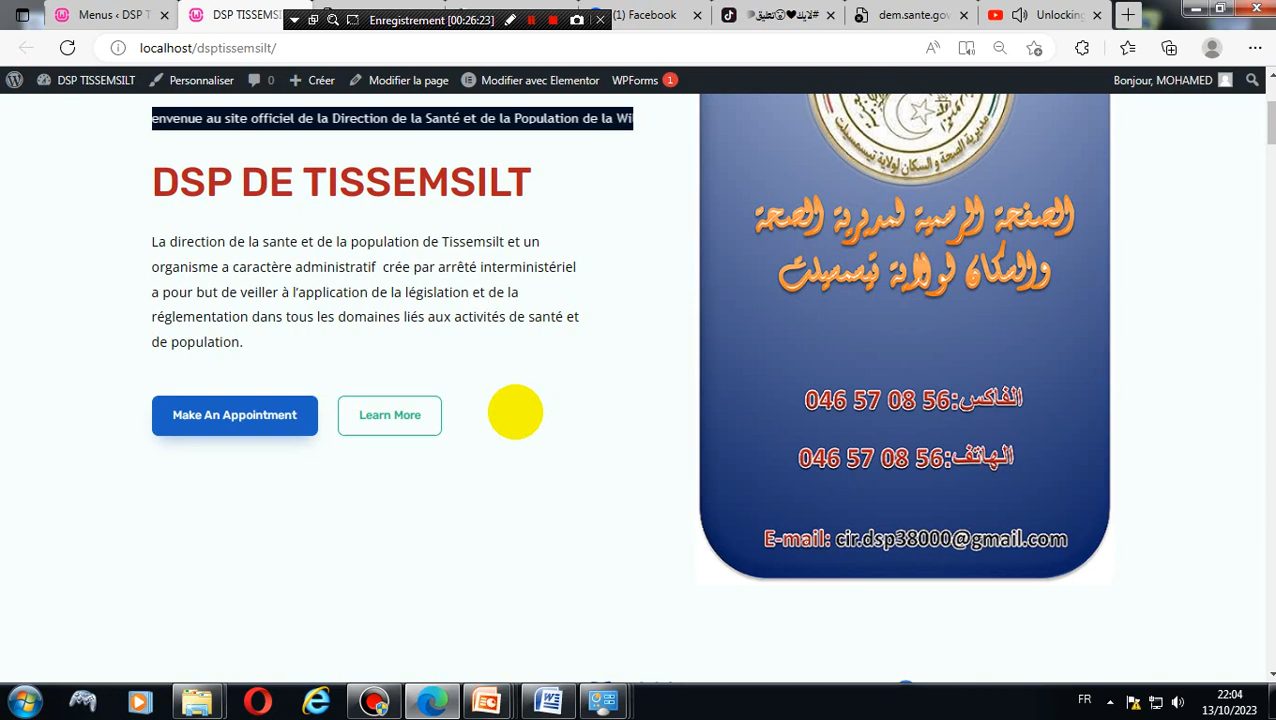 Menus ‹ DSP T
DSP TISSEMSI
Enregistrement [00:26:23]
(1) Facebook
dem.sante.gov
Unlocking
localhost/dsptissemsilt/
DSP TISSEMSILT
Personnaliser
0
Créer
Modifier la page
Modifier avec Elementor
WPForms
1
Bonjour, MOHAMED
envenue au site officiel de la Direction de la Santé et de la Population de la Wi
DSP DE TISSEMSILT
La direction de la sante et de la population de Tissemsilt et un
organisme a caractère administratif crée par arrêté interministériel
a pour but de veiller à l'application de la législation et de la
réglementation dans tous les domaines liés aux activités de santé et
de population.
Make An Appointment
Learn More
مديرية الصحة والسكان لولاية تيسمسيلت
الصفحة الرسمية لمديرية الصحة
والسكان لولاية تيسمسيلت
الفاكس:046 57 08 56
الهاتف:046 57 08 56
E-mail: cir.dsp38000@gmail.com
FR
22:04
13/10/2023